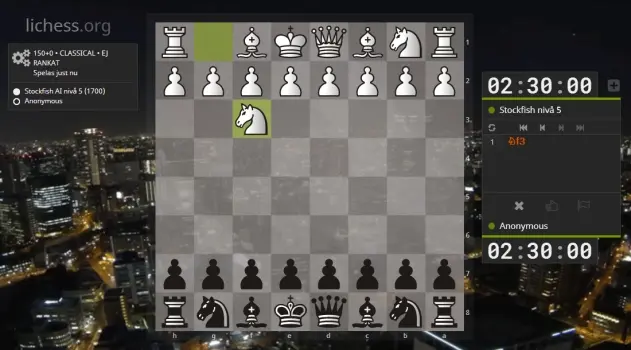 lichess.org
150+0 • CLASSICAL • EJ
RANKAT
Spelas just nu
Stockfish AI nivå 5 (1700)
Anonymous
1
2
3
4
5
6
7
8
h g f e d c b a
02:30:00
Stockfish nivå 5
1 ♘f3
Anonymous
02:30:00